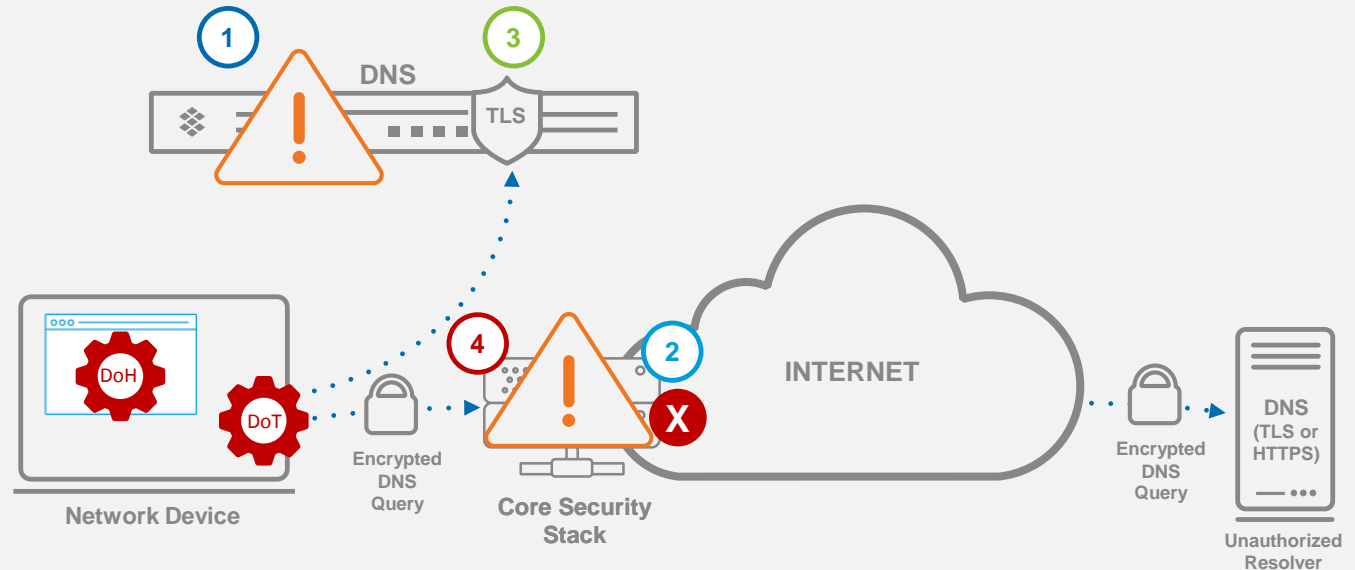 1
3
DNS
TLS
4
2
DoH
INTERNET
X
DoT
DNS
(TLS or
HTTPS)
Encrypted
DNS
Query
Encrypted
DNS
Query
Network Device
Core Security
Stack
Unauthorized
Resolver